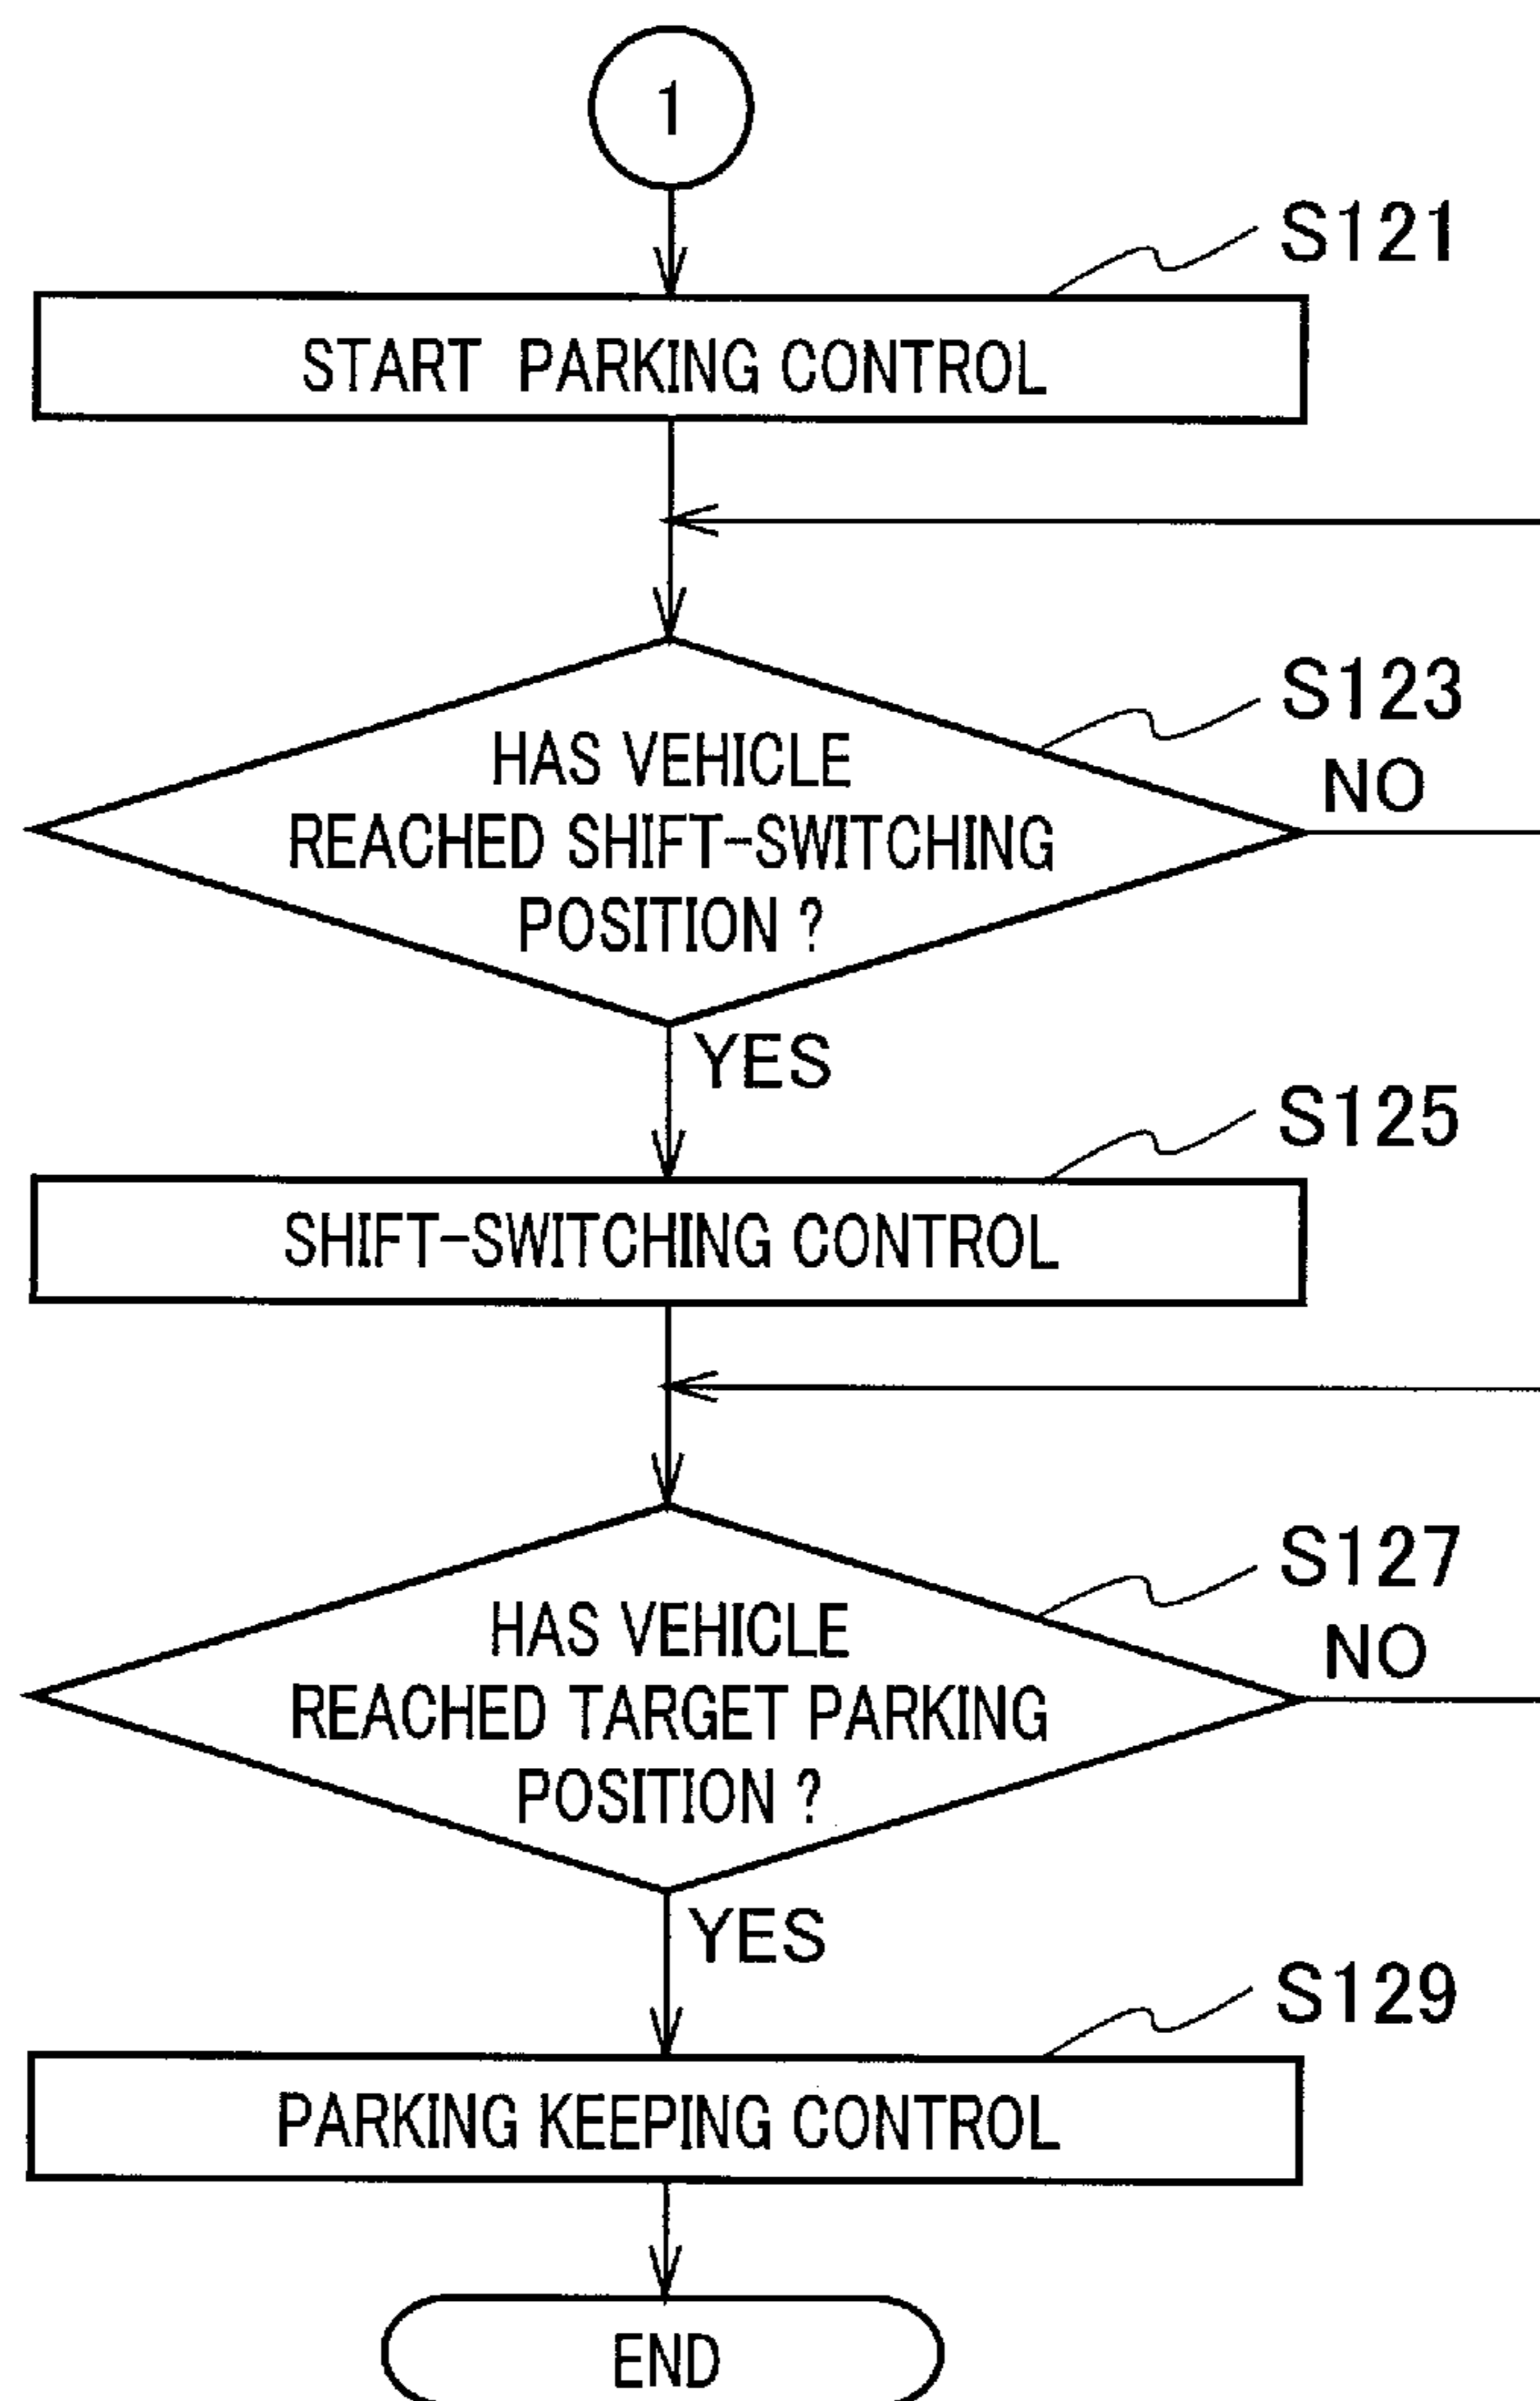 1
S121
START PARKING CONTROL
S123
HAS VEHICLE
REACHED SHIFT-SWITCHING
POSITION ?
NO
YES
S125
SHIFT-SWITCHING CONTROL
S127
HAS VEHICLE
REACHED TARGET PARKING
POSITION ?
NO
YES
S129
PARKING KEEPING CONTROL
END